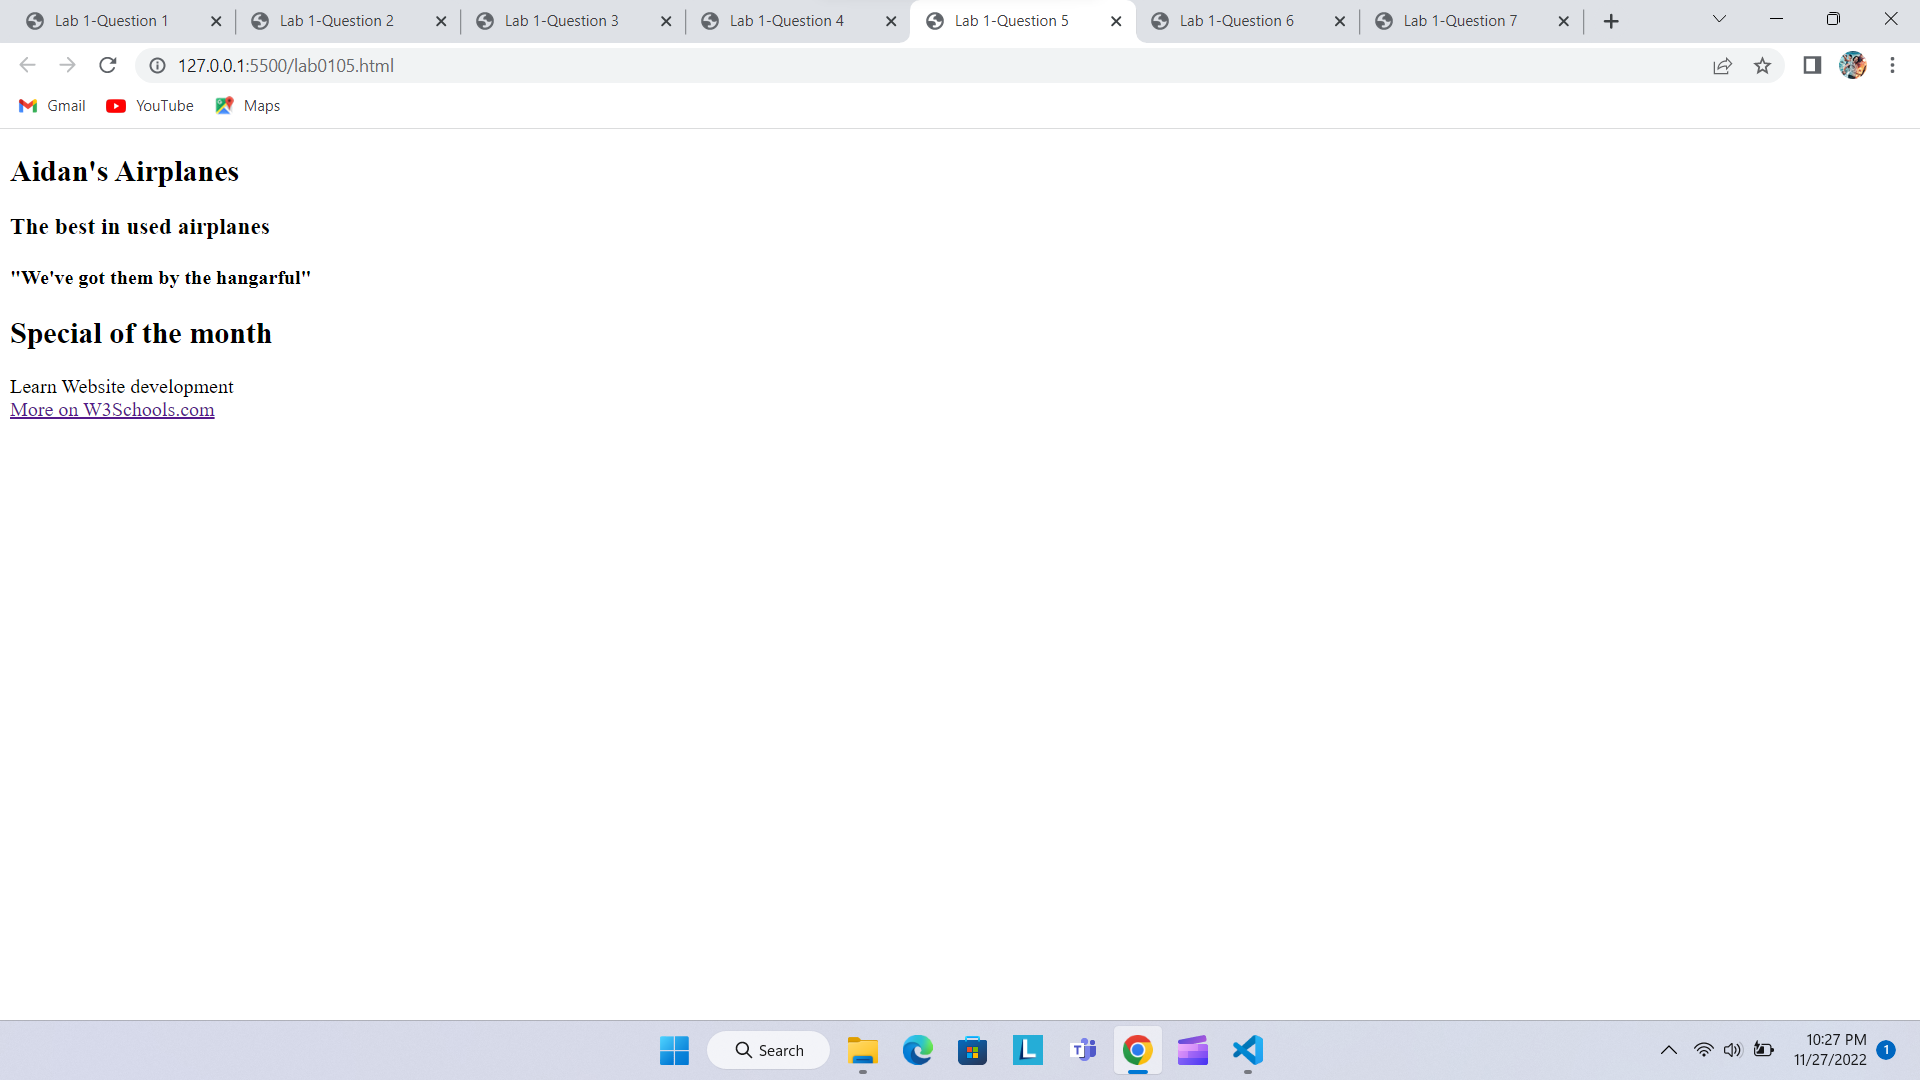 Lab 1-Question 1 Lab 1-Question 2 Lab 1-Question 3 Lab 1-Question 4 Lab 1-Question 5 Lab 1-Question 6 Lab 1-Question 7
127.0.0.1:5500/lab0105.html
Gmail YouTube Maps
Aidan's Airplanes
The best in used airplanes
"We've got them by the hangarful"
Special of the month
Learn Website development
More on W3Schools.com
Search
10:27 PM
11/27/2022
1